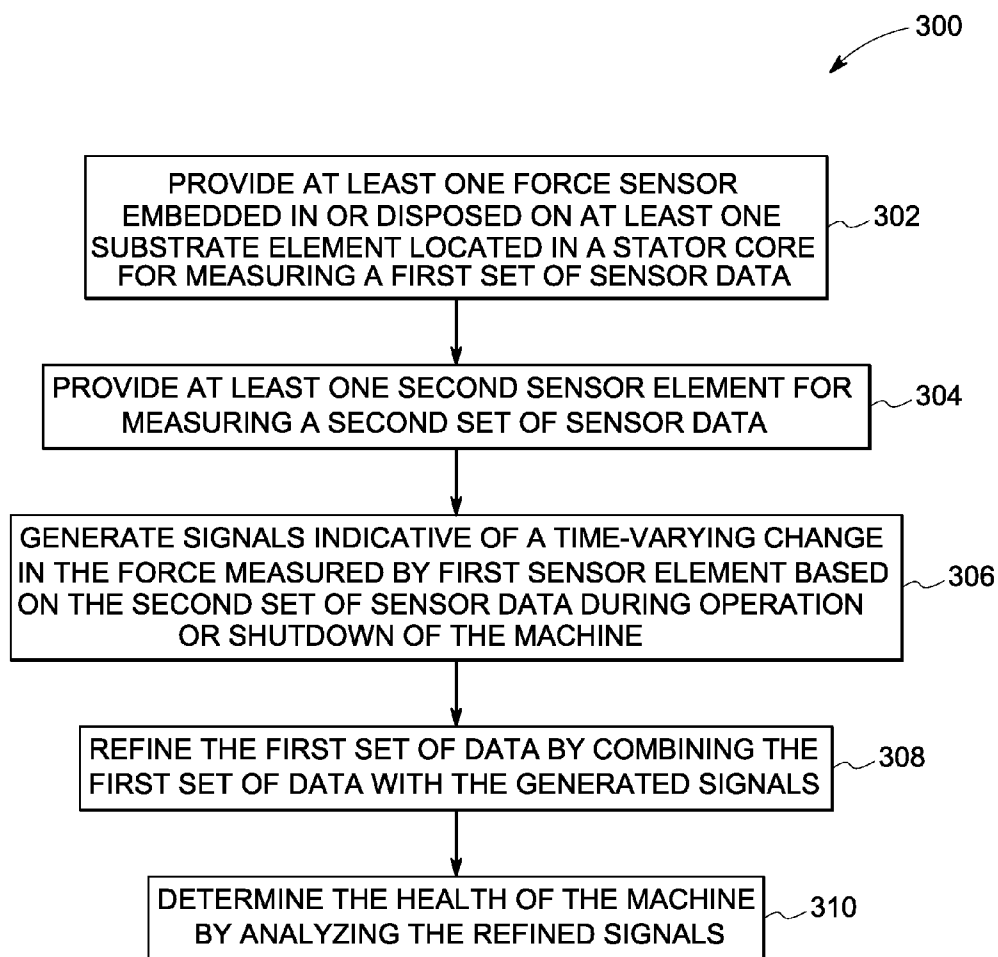 300
PROVIDE AT LEAST ONE FORCE SENSOR
EMBEDDED IN OR DISPOSED ON AT LEAST ONE
SUBSTRATE ELEMENT LOCATED IN A STATOR CORE
FOR MEASURING A FIRST SET OF SENSOR DATA
302
PROVIDE AT LEAST ONE SECOND SENSOR ELEMENT FOR
MEASURING A SECOND SET OF SENSOR DATA
304
GENERATE SIGNALS INDICATIVE OF A TIME-VARYING CHANGE
IN THE FORCE MEASURED BY FIRST SENSOR ELEMENT BASED
ON THE SECOND SET OF SENSOR DATA DURING OPERATION
OR SHUTDOWN OF THE MACHINE
306
REFINE THE FIRST SET OF DATA BY COMBINING THE
FIRST SET OF DATA WITH THE GENERATED SIGNALS
308
DETERMINE THE HEALTH OF THE MACHINE
BY ANALYZING THE REFINED SIGNALS
310